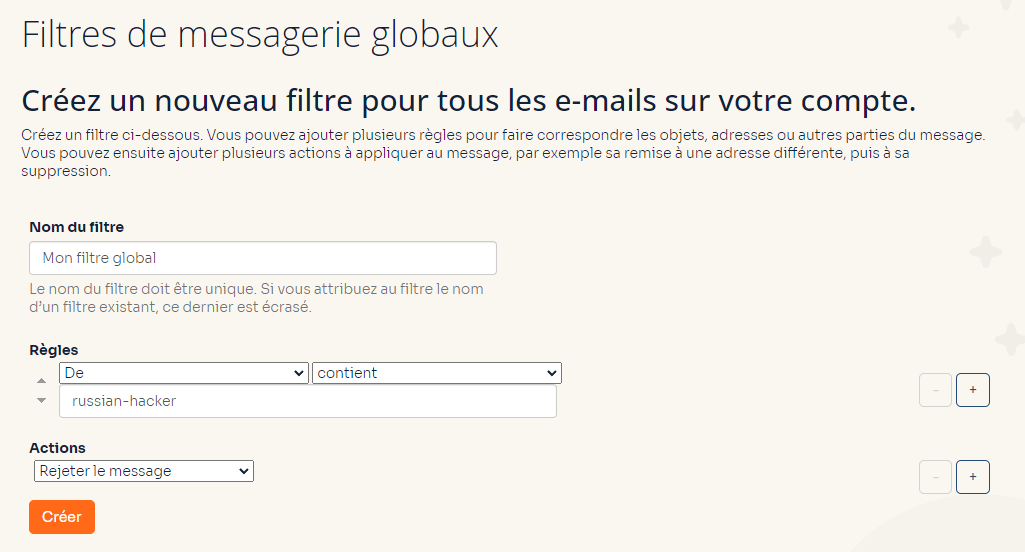 Filtres de messagerie globaux
Créez un nouveau filtre pour tous les e-mails sur votre compte.
Créez un filtre ci-dessous. Vous pouvez ajouter plusieurs règles pour faire correspondre les objets, adresses ou autres parties du message.
Vous pouvez ensuite ajouter plusieurs actions à appliquer au message, par exemple sa remise à une adresse différente, puis à sa
suppression.
Nom du filtre
Mon filtre global
Le nom du filtre doit être unique. Si vous attribuez au filtre le nom
d’un filtre existant, ce dernier est écrasé.
Règles
De contient
russian-hacker
- +
Actions
Rejeter le message
- +
Créer